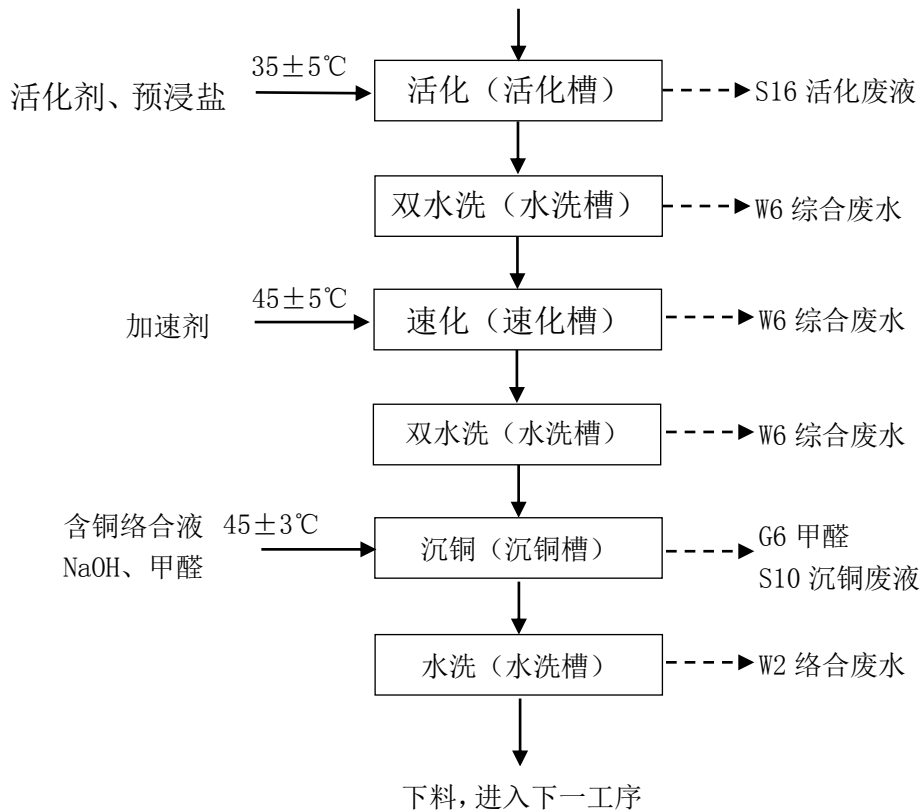 35±5℃
活化剂、预浸盐
活化（活化槽）
S16 活化废液
双水洗（水洗槽）
W6 综合废水
45±5℃
加速剂
速化（速化槽）
W6 综合废水
双水洗（水洗槽）
W6 综合废水
含铜络合液
45±3℃
NaOH、甲醛
沉铜（沉铜槽）
G6 甲醛
S10 沉铜废液
水洗（水洗槽）
W2 络合废水
下料,进入下一工序